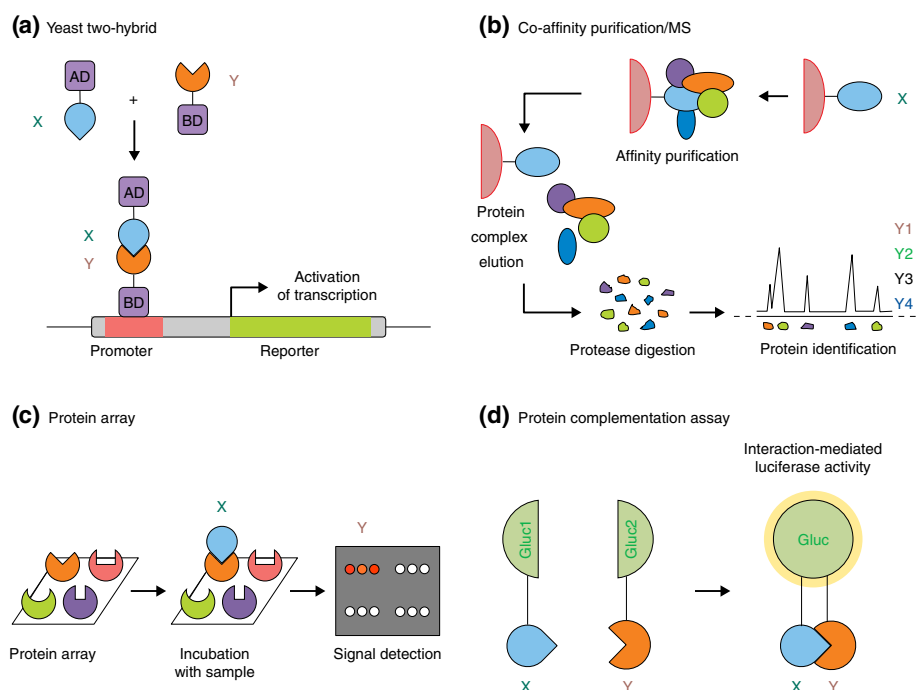 (a) Yeast two-hybrid
AD
X
+
Y
BD
AD
X
Y
BD
Activation
of transcription
Promoter
Reporter
(b) Co-affinity purification/MS
X
Affinity purification
Protein
complex
elution
Protease digestion
Y1
Y2
Y3
Y4
Protein identification
(c) Protein array
X
Y
Protein array
Incubation
with sample
Signal detection
(d) Protein complementation assay
Interaction-mediated
luciferase activity
Gluc1
Gluc2
Gluc
X
Y
X Y